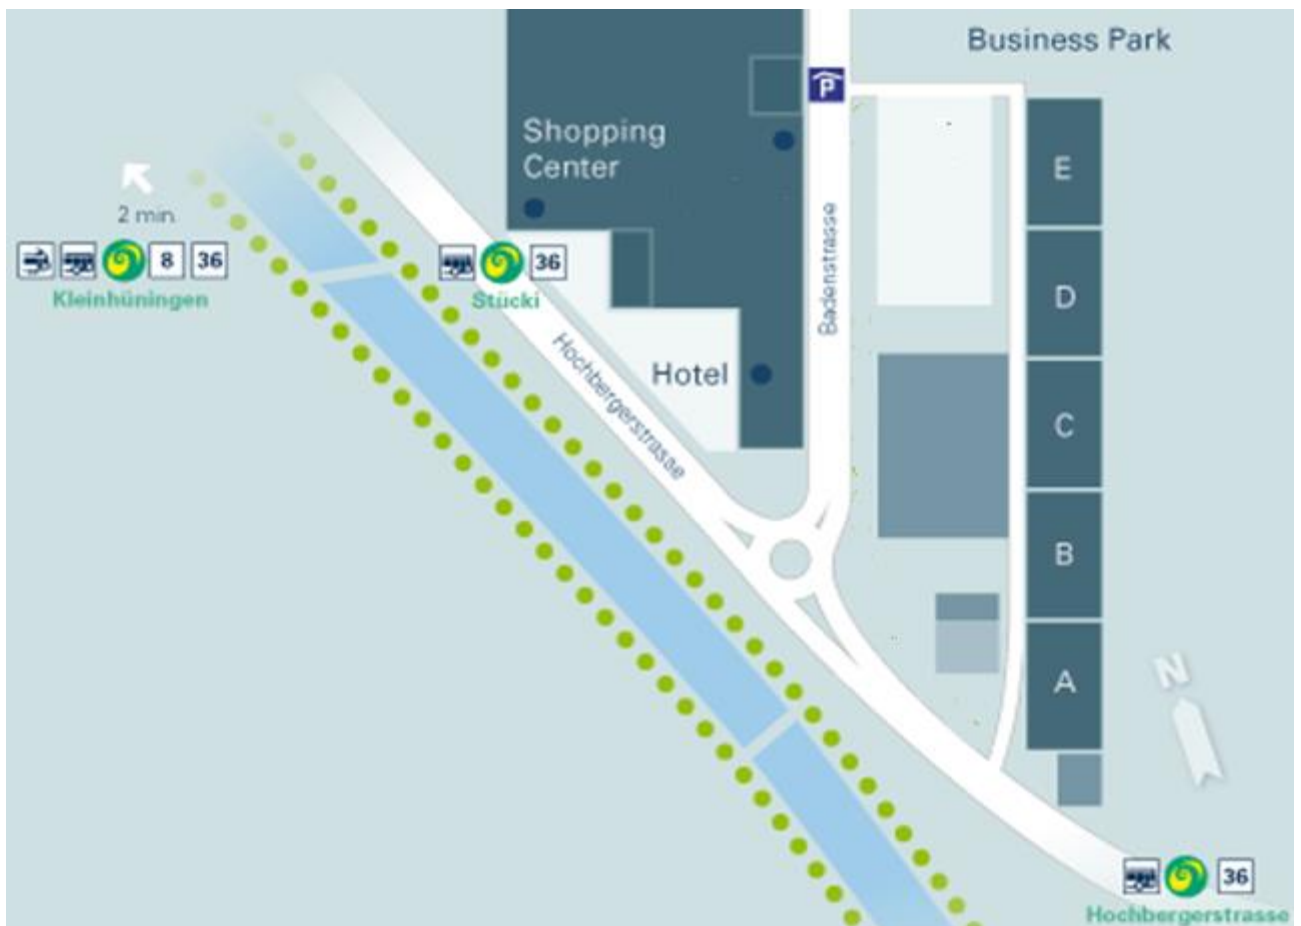 Business Park
P
Shopping
Center
E
2 min.
8
36
Kleinhüningen
36
Stücki
Badenstrasse
D
Hochbergerstrasse
Hotel
C
B
A
N
36
Hochbergerstrasse